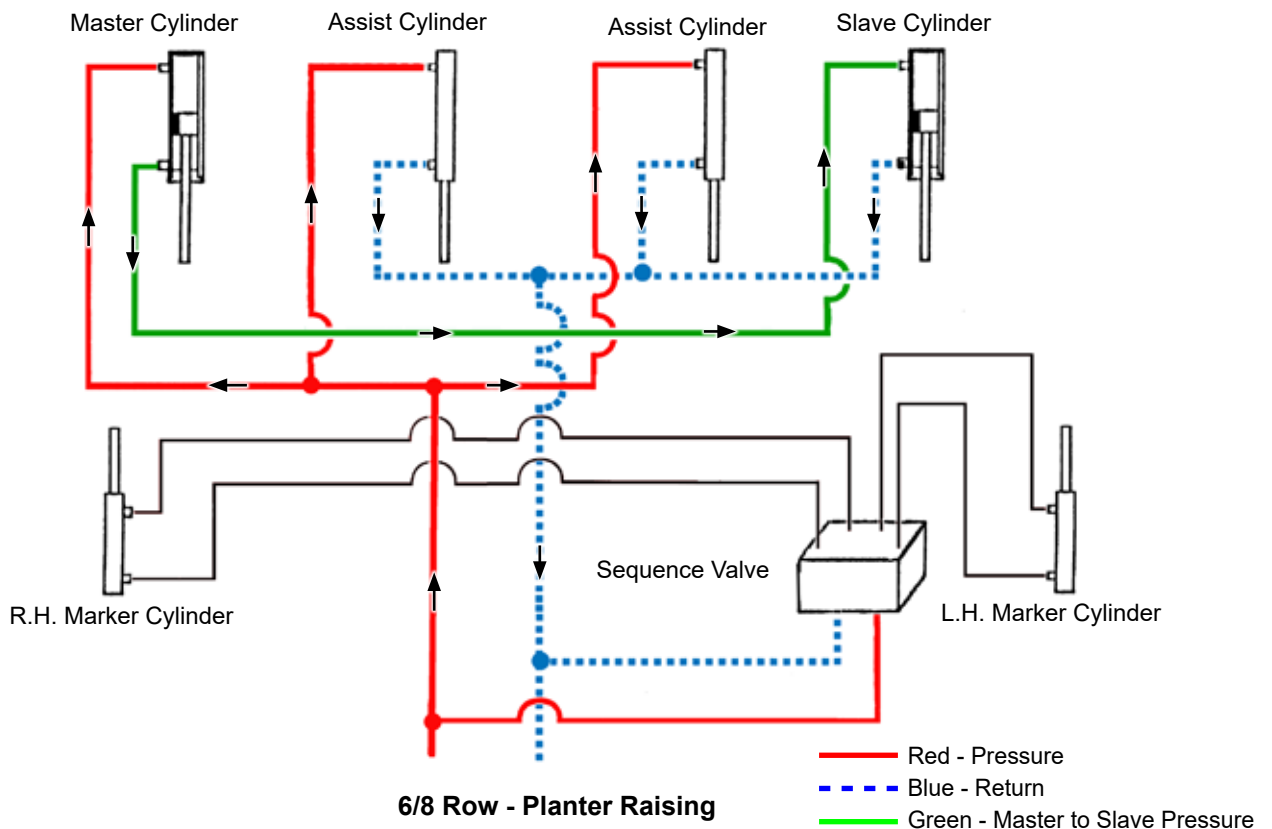 Master Cylinder
Assist Cylinder
Assist Cylinder
Slave Cylinder
Sequence Valve
R.H. Marker Cylinder
L.H. Marker Cylinder
Red - Pressure
Blue - Return
Green - Master to Slave Pressure
6/8 Row - Planter Raising